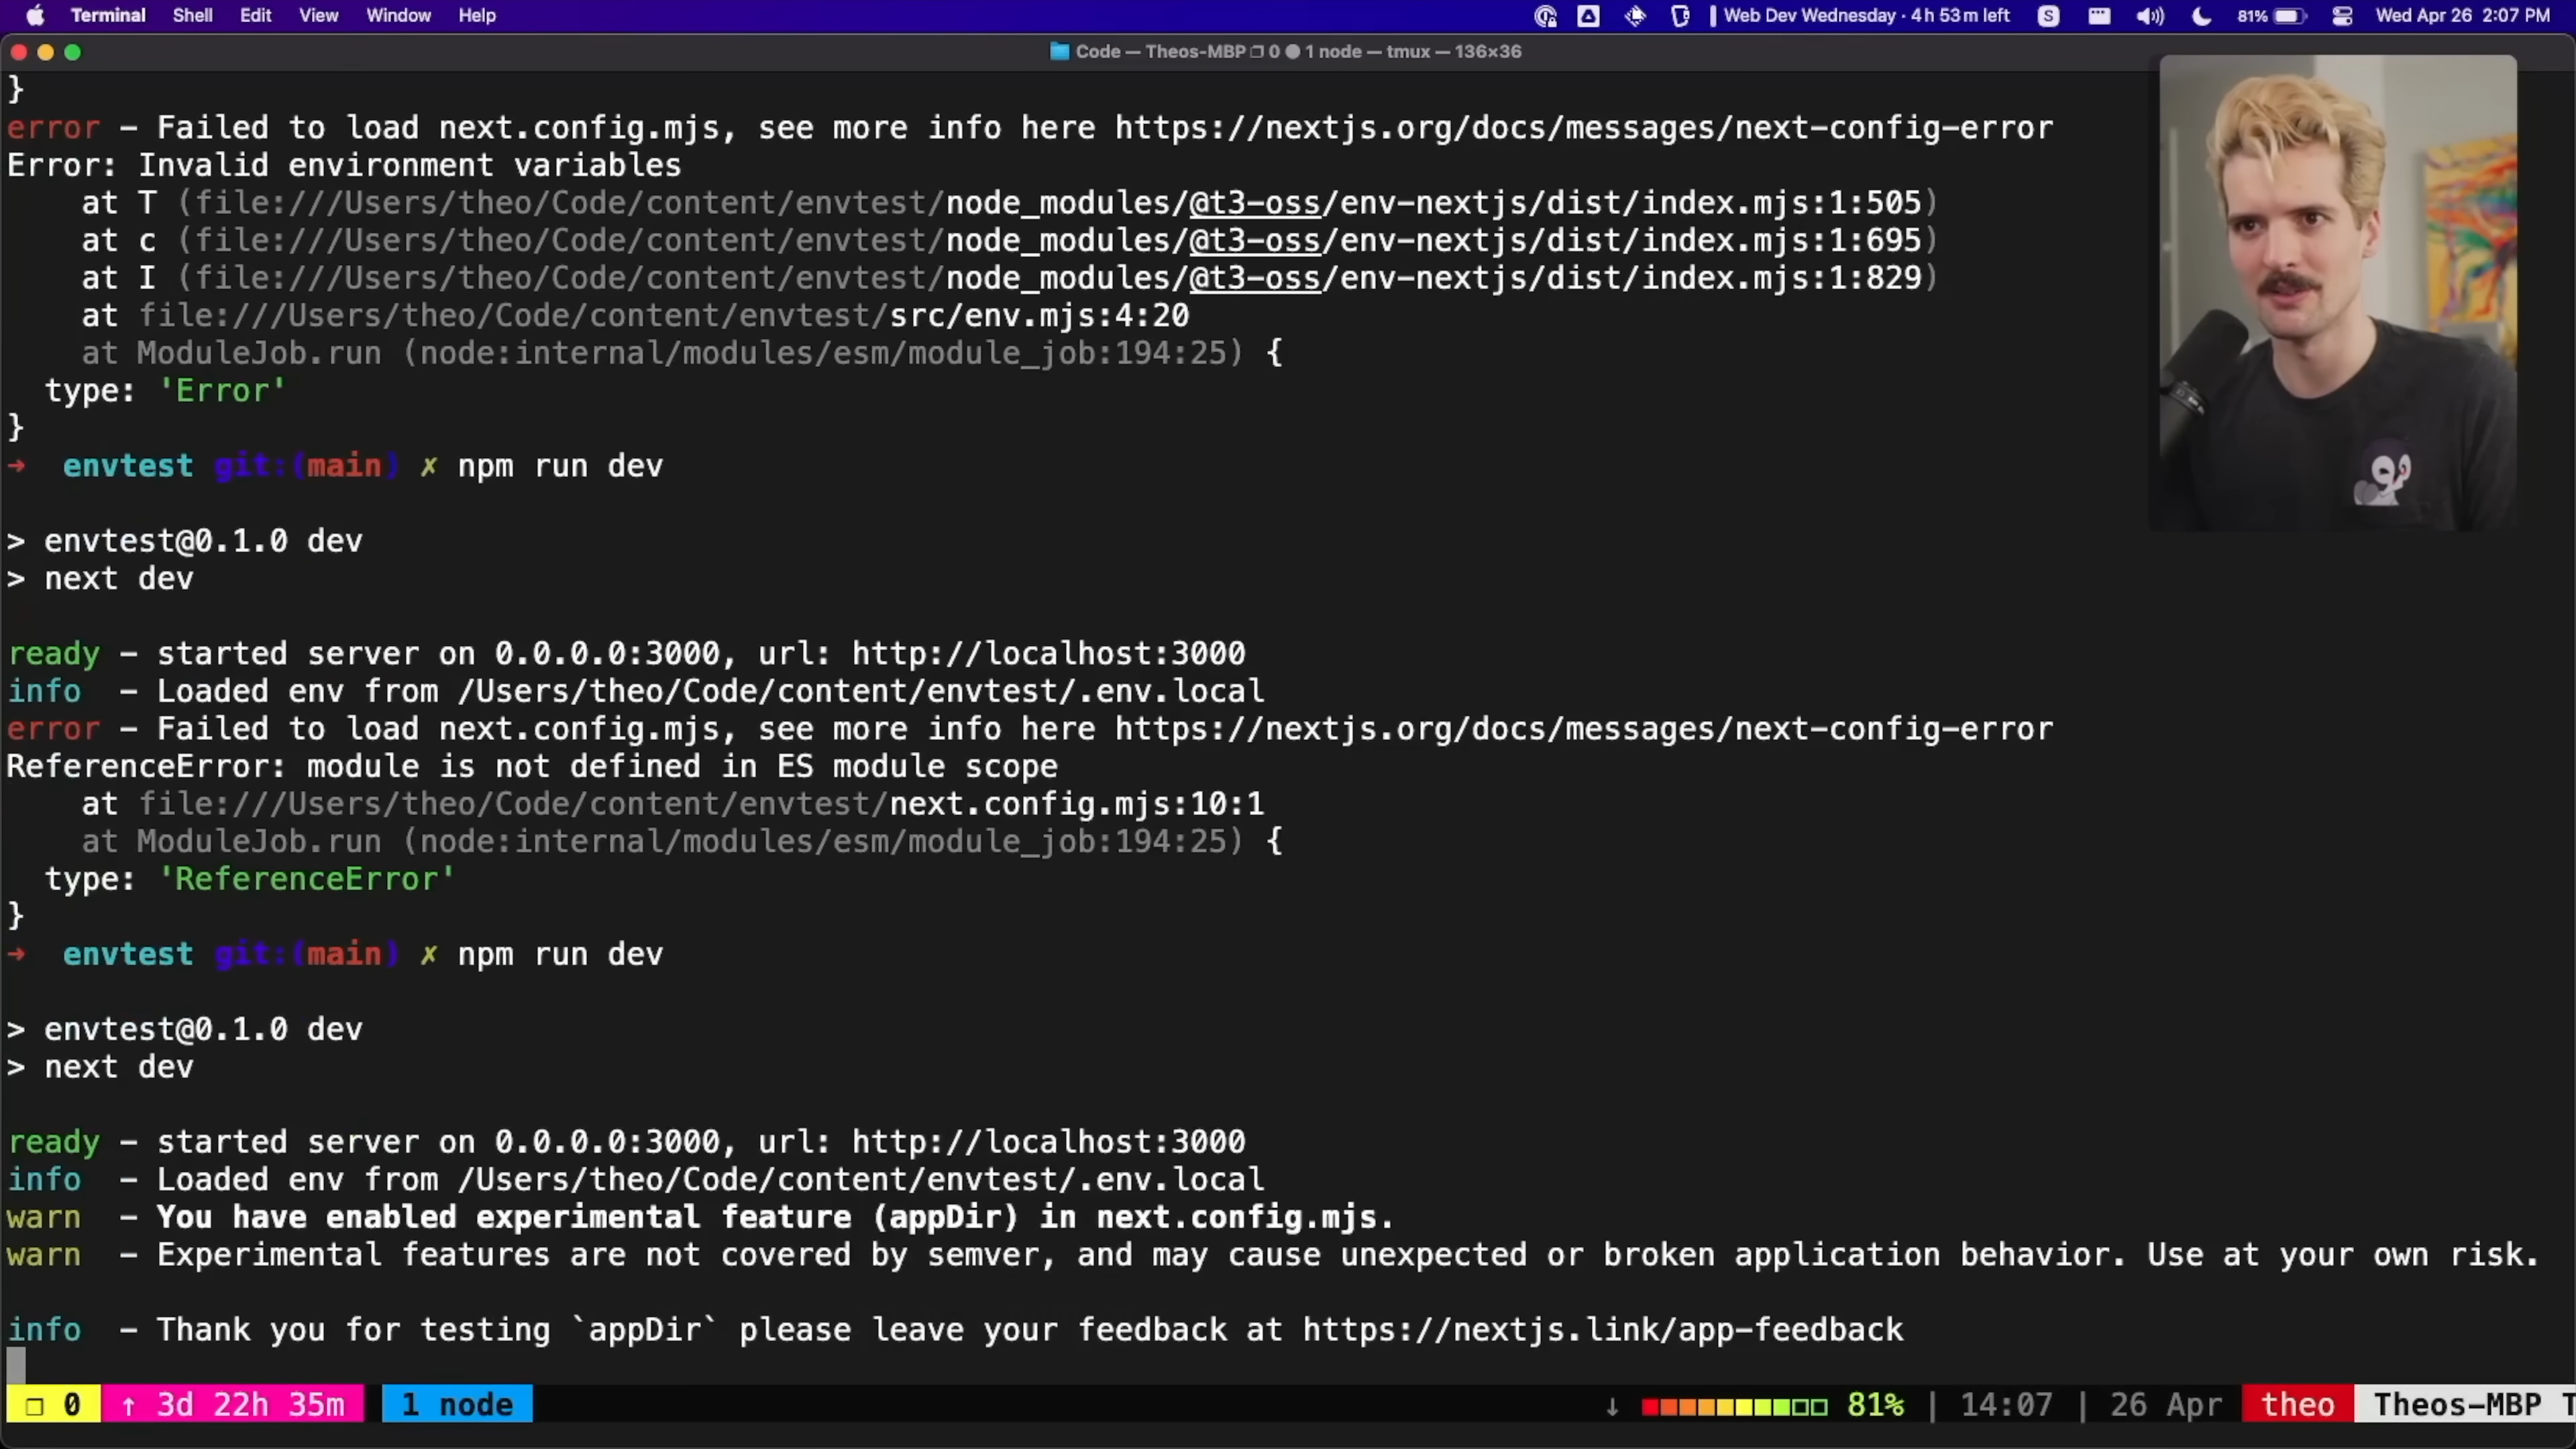 Terminal Shell Edit View Window Help Web Dev Wednesday · 4 h 53 m left S 81% Wed Apr 26 2:07 PM
Code — Theos-MBP ❐ 0 ● 1 node — tmux — 136×36
}
error - Failed to load next.config.mjs, see more info here https://nextjs.org/docs/messages/next-config-error
Error: Invalid environment variables
    at T (file:///Users/theo/Code/content/envtest/node_modules/@t3-oss/env-nextjs/dist/index.mjs:1:505)
    at c (file:///Users/theo/Code/content/envtest/node_modules/@t3-oss/env-nextjs/dist/index.mjs:1:695)
    at I (file:///Users/theo/Code/content/envtest/node_modules/@t3-oss/env-nextjs/dist/index.mjs:1:829)
    at file:///Users/theo/Code/content/envtest/src/env.mjs:4:20
    at ModuleJob.run (node:internal/modules/esm/module_job:194:25) {
  type: 'Error'
}
→ envtest git:(main) ✗ npm run dev
> envtest@0.1.0 dev
> next dev
ready - started server on 0.0.0.0:3000, url: http://localhost:3000
info - Loaded env from /Users/theo/Code/content/envtest/.env.local
error - Failed to load next.config.mjs, see more info here https://nextjs.org/docs/messages/next-config-error
ReferenceError: module is not defined in ES module scope
    at file:///Users/theo/Code/content/envtest/next.config.mjs:10:1
    at ModuleJob.run (node:internal/modules/esm/module_job:194:25) {
  type: 'ReferenceError'
}
→ envtest git:(main) ✗ npm run dev
> envtest@0.1.0 dev
> next dev
ready - started server on 0.0.0.0:3000, url: http://localhost:3000
info - Loaded env from /Users/theo/Code/content/envtest/.env.local
warn - You have enabled experimental feature (appDir) in next.config.mjs.
warn - Experimental features are not covered by semver, and may cause unexpected or broken application behavior. Use at your own risk.
info - Thank you for testing `appDir` please leave your feedback at https://nextjs.link/app-feedback
❐ 0 ↑ 3d 22h 35m 1 node ↓ 81% | 14:07 | 26 Apr theo Theos-MBP T